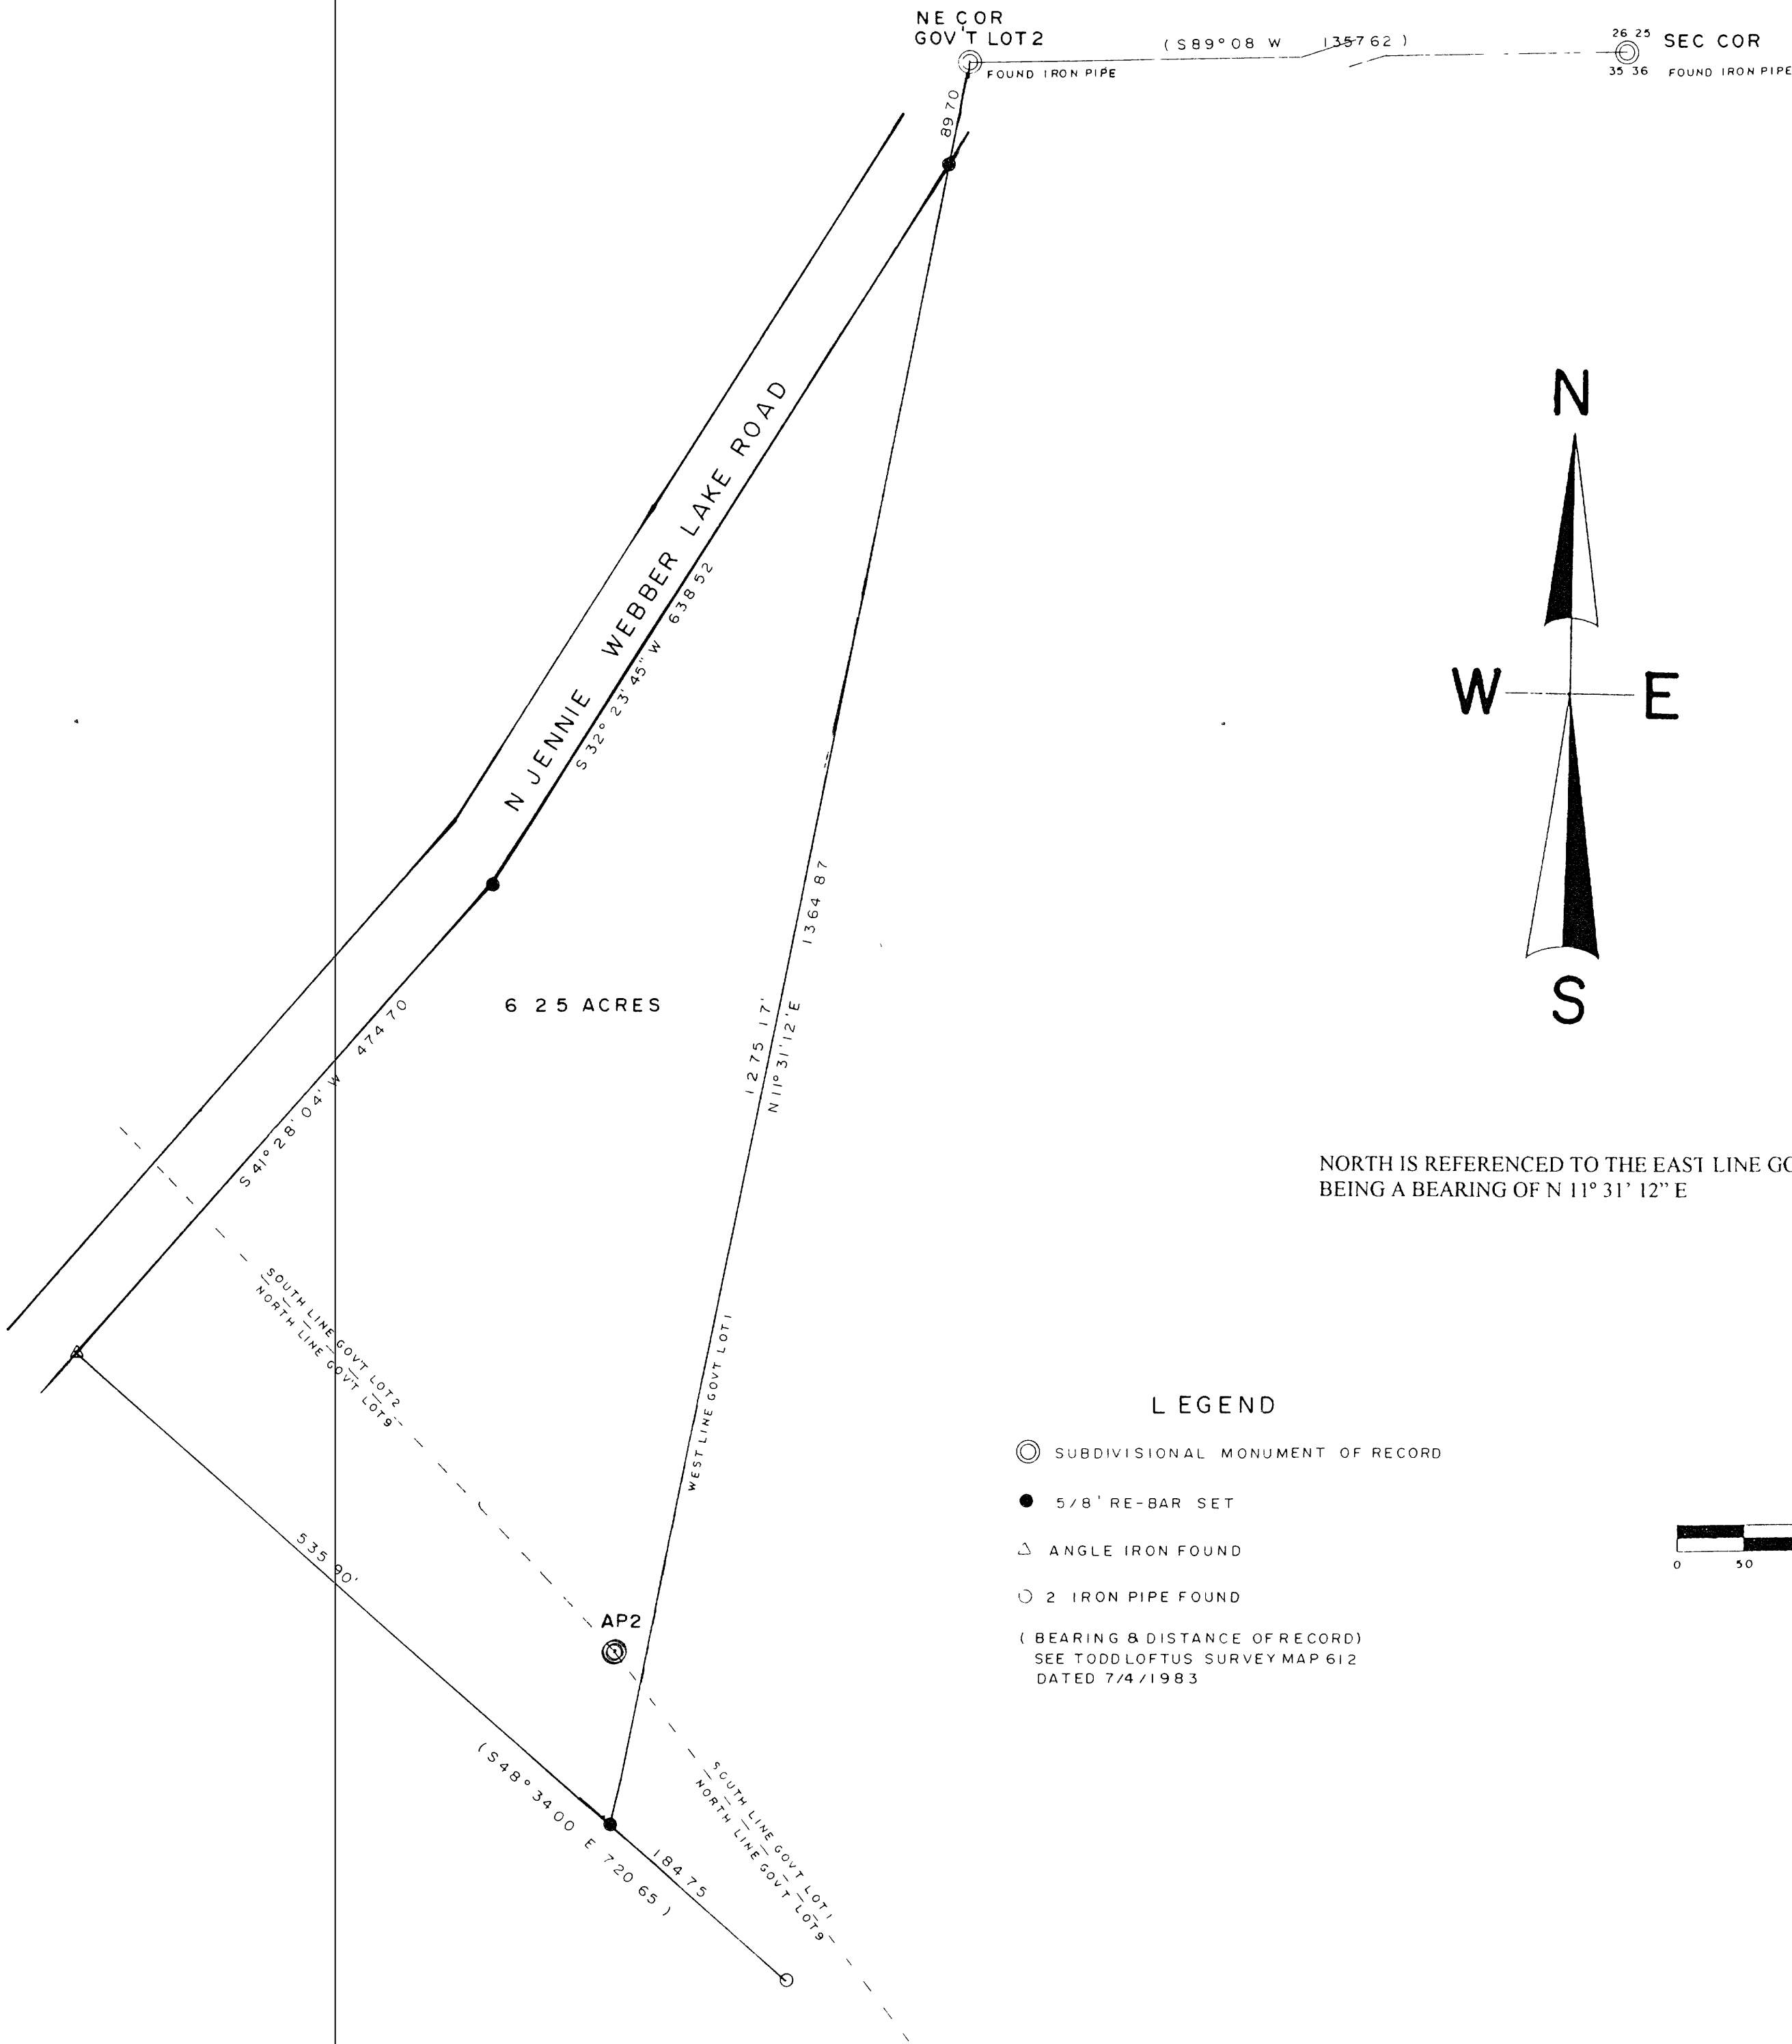 NE COR
GOV'T LOT 2
FOUND IRON PIPE
( S89°08 W 135762 )
26 25
35 36
SEC COR
FOUND IRON PIPE
89 70
N JENNIE WEBBER LAKE ROAD
S 32° 23' 45" W 638 52
N
W E
S
1364 87
1275 17'
N 11° 31' 12' E
6 25 ACRES
S 41° 28' 04' W 474 70
NORTH IS REFERENCED TO THE EAST LINE GO
BEING A BEARING OF N 11° 31' 12" E
SOUTH LINE GOVT LOT 2
NORTH LINE GOV'T LOT 9
WEST LINE GOVT LOT 1
535 90'
AP2
( S 48° 34 00 E 720 65 )
184 75
SOUTH LINE GOVT LOT 1
NORTH LINE GOV'T LOT 9
LEGEND
SUBDIVISIONAL MONUMENT OF RECORD
5/8' RE-BAR SET
ANGLE IRON FOUND
2 IRON PIPE FOUND
( BEARING & DISTANCE OF RECORD)
SEE TODD LOFTUS SURVEY MAP 612
DATED 7/4/1983
0 50